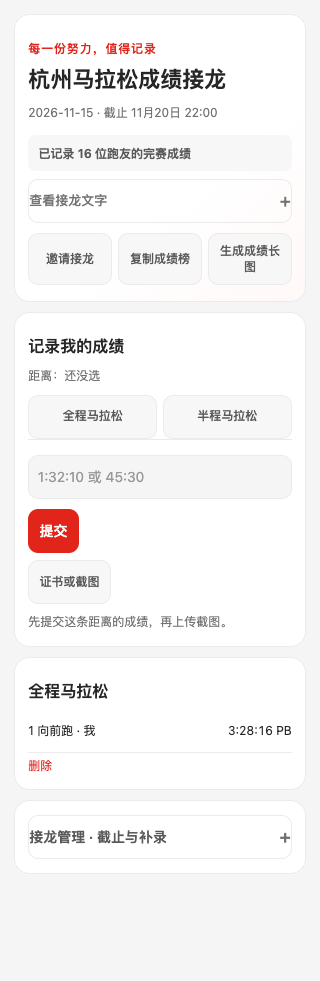 每一份努力，值得记录
杭州马拉松成绩接龙
2026-11-15 · 截止 11月20日 22:00
已记录 16 位跑友的完赛成绩
查看接龙文字 +
邀请接龙 复制成绩榜 生成成绩长
图
记录我的成绩
距离：还没选
全程马拉松 半程马拉松
1:32:10 或 45:30
提交
证书或截图
先提交这条距离的成绩，再上传截图。
全程马拉松
1 向前跑 · 我 3:28:16 PB
删除
接龙管理 · 截止与补录 +